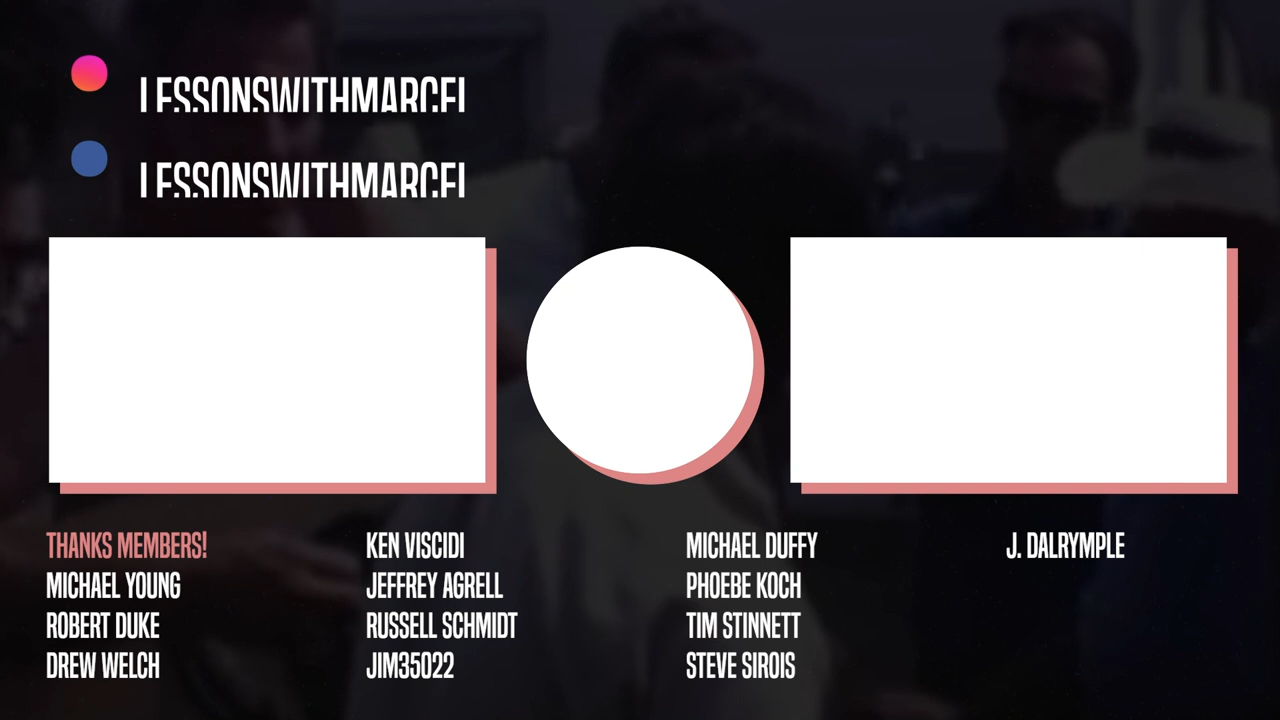 LESSONSWITHMARCEL
LESSONSWITHMARCEL
THANKS MEMBERS!
MICHAEL YOUNG
ROBERT DUKE
DREW WELCH
KEN VISCIDI
JEFFREY AGRELL
RUSSELL SCHMIDT
JIM35022
MICHAEL DUFFY
PHOEBE KOCH
TIM STINNETT
STEVE SIROIS
J. DALRYMPLE